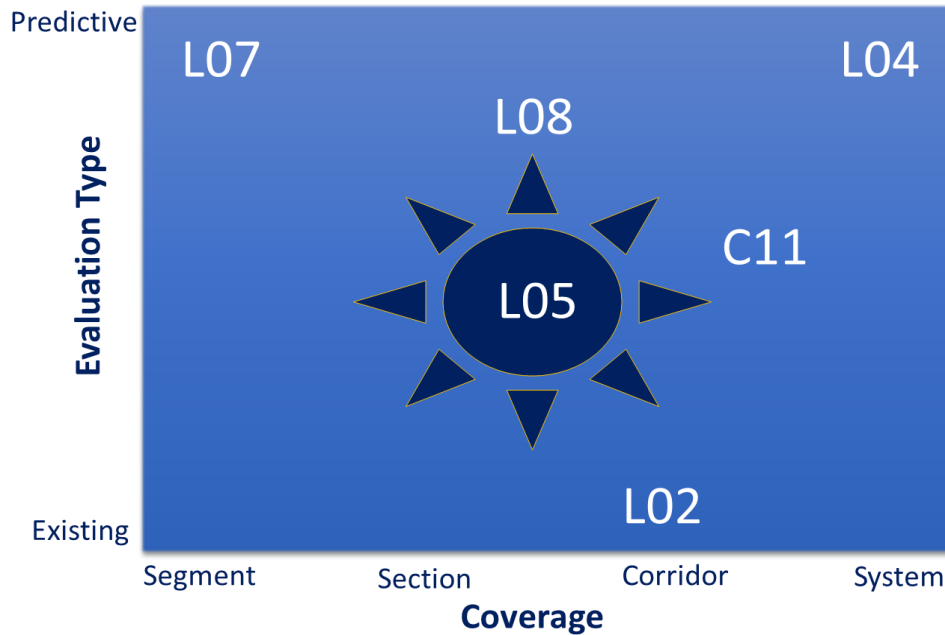 Predictive
L07
L04
L08
Evaluation Type
C11
L05
L02
Existing
Segment
Section
Corridor
System
Coverage